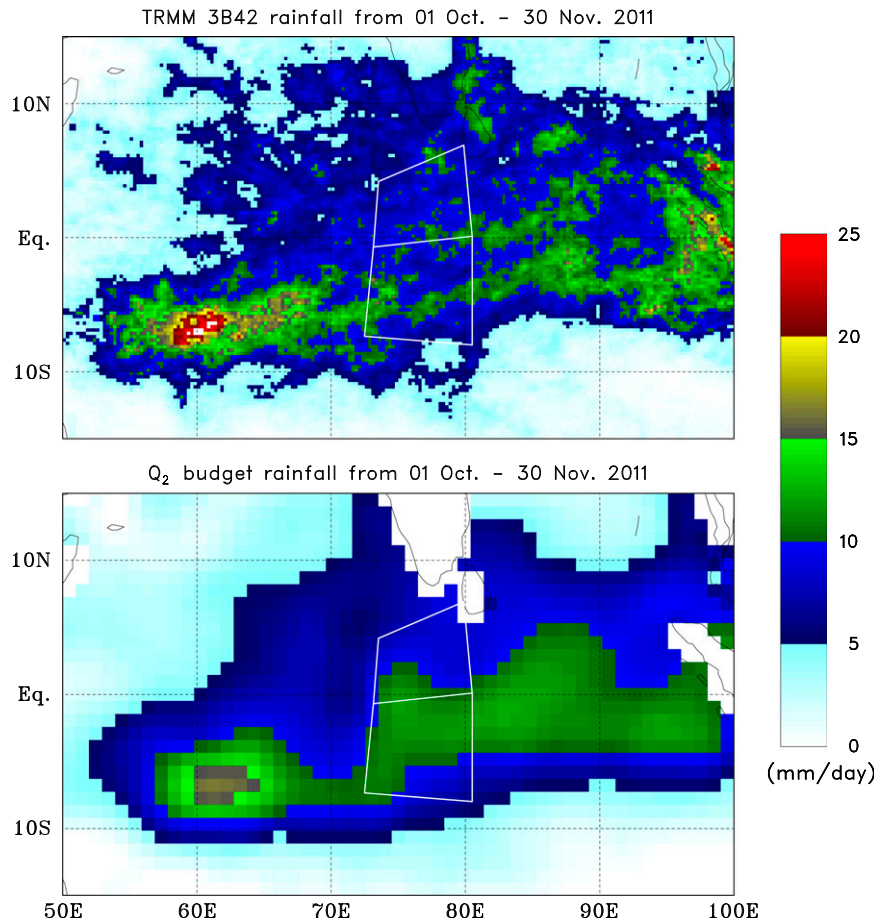 TRMM 3B42 rainfall from 01 Oct. - 30 Nov. 2011
10N
Eq.
10S
Q₂ budget rainfall from 01 Oct. - 30 Nov. 2011
10N
Eq.
10S
50E 60E 70E 80E 90E 100E
25
20
15
10
5
0
(mm/day)